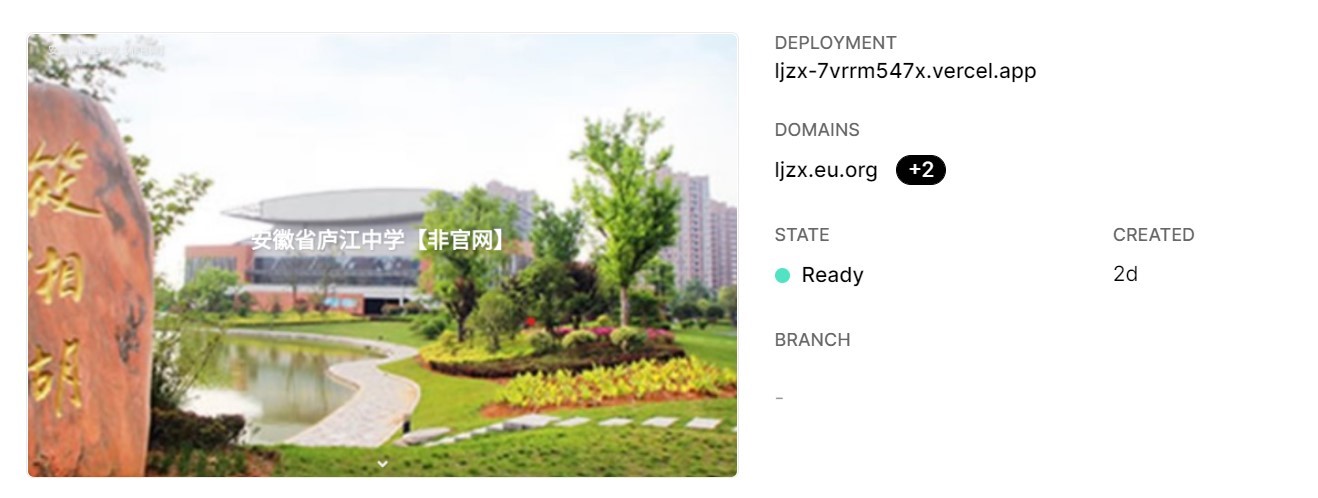 筱
相
胡
安徽省庐江中学【非官网】
DEPLOYMENT
ljzx-7vrrm547x.vercel.app
DOMAINS
ljzx.eu.org +2
STATE
CREATED
Ready
2d
BRANCH
-